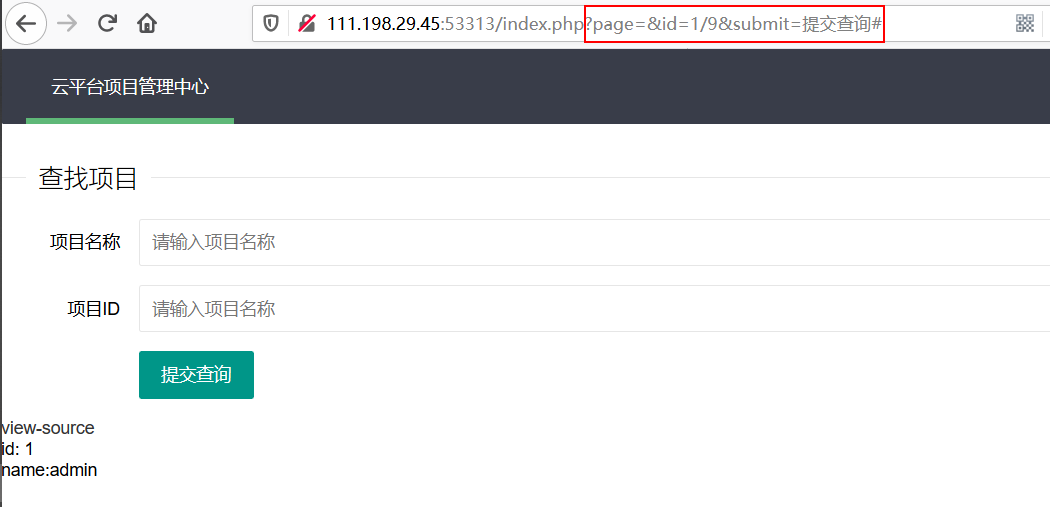 111.198.29.45:53313/index.php?page=&id=1/9&submit=提交查询#
云平台项目管理中心
查找项目
项目名称 请输入项目名称
项目ID 请输入项目名称
提交查询
view-source
id: 1
name:admin